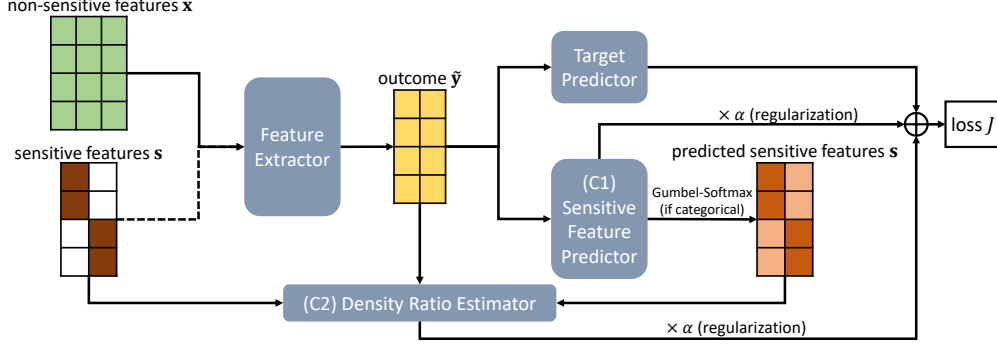 non-sensitive features x
Target
Predictor
outcome ỹ
Feature
Extractor
× α (regularization)
loss J
sensitive features s
predicted sensitive features s
(C1)
Sensitive
Feature
Predictor
Gumbel-Softmax
(if categorical)
(C2) Density Ratio Estimator
× α (regularization)